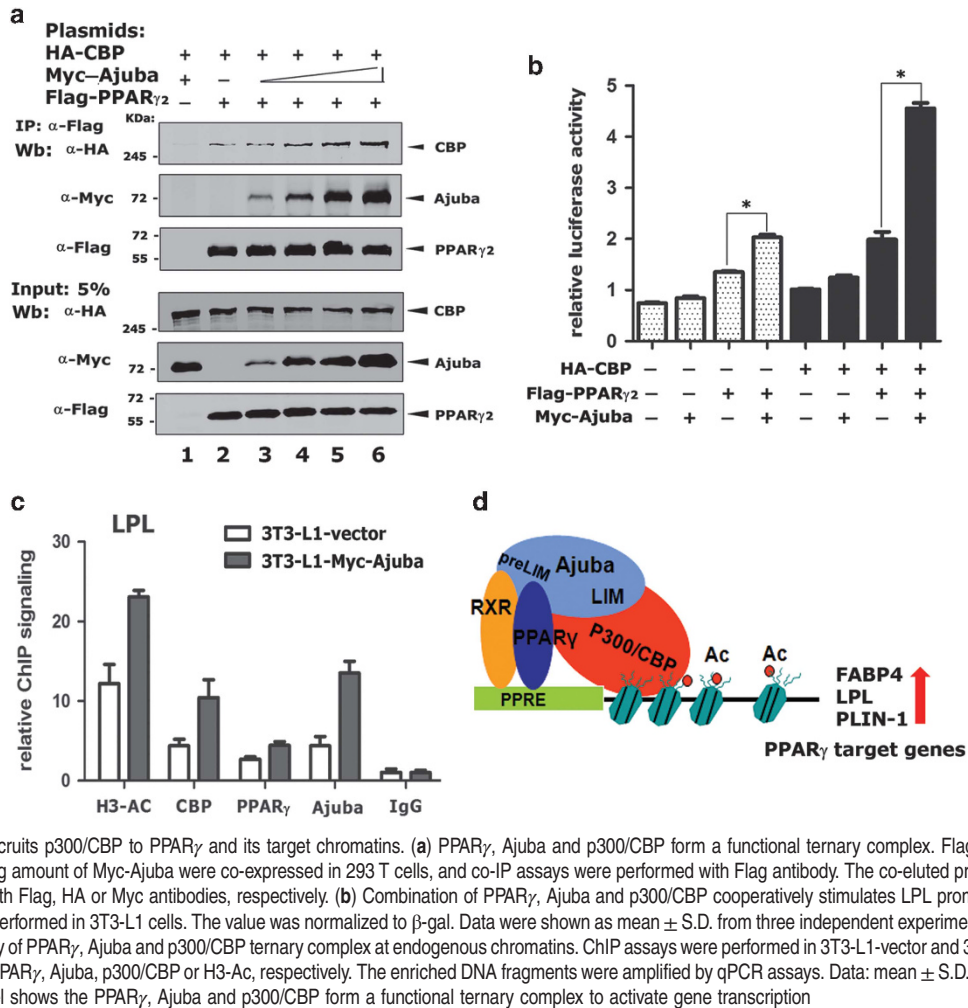 a
Plasmids:
HA-CBP + + + + + +
Myc–Ajuba + –
Flag-PPARγ2 – + + + + +
IP: α-Flag KDa:
Wb: α-HA 245 - CBP
α-Myc 72 - Ajuba
α-Flag 72 - 55 - PPARγ2
Input: 5%
Wb: α-HA 245 - CBP
α-Myc 72 - Ajuba
α-Flag 72 - 55 - PPARγ2
1 2 3 4 5 6
b
relative luciferase activity
5
4
3
2
1
0
* *
HA-CBP – – – – + + + +
Flag-PPARγ2 – – + + – – + +
Myc-Ajuba – + – + – + – +
c
LPL
3T3-L1-vector
3T3-L1-Myc-Ajuba
relative ChIP signaling
30
20
10
0
H3-AC CBP PPARγ Ajuba IgG
d
preLIM Ajuba
LIM
RXR
PPARγ P300/CBP
Ac Ac
PPRE
FABP4
LPL
PLIN-1
PPARγ target genes
cruits p300/CBP to PPARγ and its target chromatins. (a) PPARγ, Ajuba and p300/CBP form a functional ternary complex. Flag
g amount of Myc-Ajuba were co-expressed in 293 T cells, and co-IP assays were performed with Flag antibody. The co-eluted pr
th Flag, HA or Myc antibodies, respectively. (b) Combination of PPARγ, Ajuba and p300/CBP cooperatively stimulates LPL prom
performed in 3T3-L1 cells. The value was normalized to β-gal. Data were shown as mean ± S.D. from three independent experimen
y of PPARγ, Ajuba and p300/CBP ternary complex at endogenous chromatins. ChIP assays were performed in 3T3-L1-vector and 3
PARγ, Ajuba, p300/CBP or H3-Ac, respectively. The enriched DNA fragments were amplified by qPCR assays. Data: mean ± S.D.
el shows the PPARγ, Ajuba and p300/CBP form a functional ternary complex to activate gene transcription